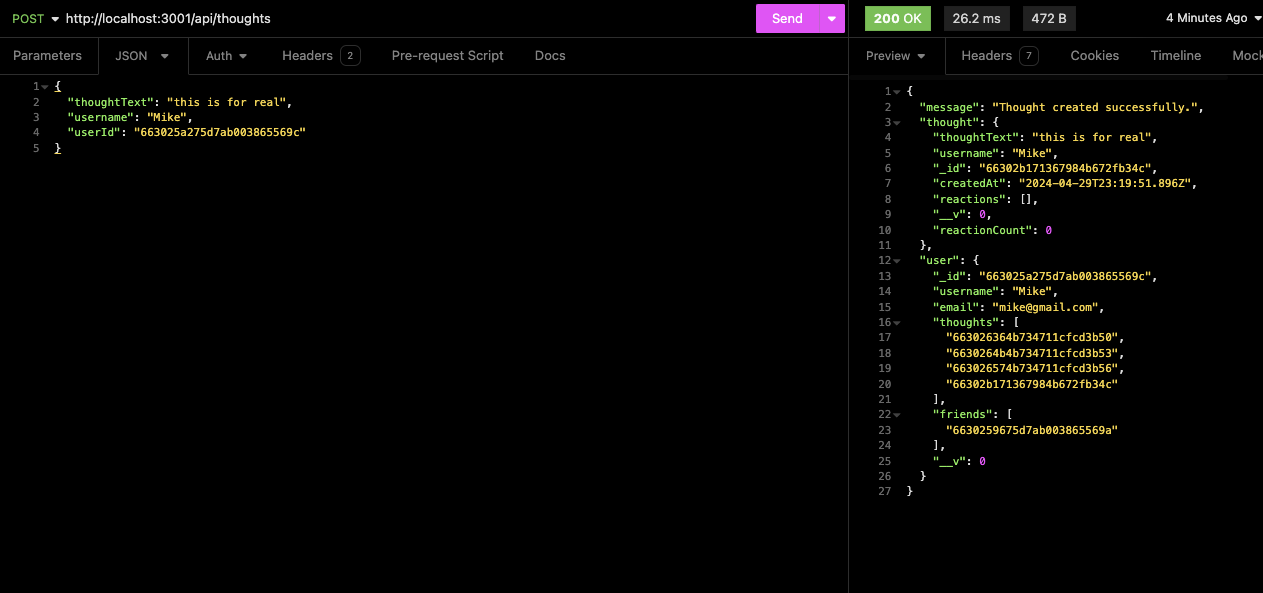 POST http://localhost:3001/api/thoughts Send 200 OK 26.2 ms 472 B 4 Minutes Ago
Parameters JSON Auth Headers 2 Pre-request Script Docs Preview Headers 7 Cookies Timeline Mock
1 {
2 "thoughtText": "this is for real",
3 "username": "Mike",
4 "userId": "663025a275d7ab003865569c"
5 }
1 {
2 "message": "Thought created successfully.",
3 "thought": {
4 "thoughtText": "this is for real",
5 "username": "Mike",
6 "_id": "66302b171367984b672fb34c",
7 "createdAt": "2024-04-29T23:19:51.896Z",
8 "reactions": [],
9 "__v": 0,
10 "reactionCount": 0
11 },
12 "user": {
13 "_id": "663025a275d7ab003865569c",
14 "username": "Mike",
15 "email": "mike@gmail.com",
16 "thoughts": [
17 "663026364b734711cfcd3b50",
18 "6630264b4b734711cfcd3b53",
19 "663026574b734711cfcd3b56",
20 "66302b171367984b672fb34c"
21 ],
22 "friends": [
23 "6630259675d7ab003865569a"
24 ],
25 "__v": 0
26 }
27 }